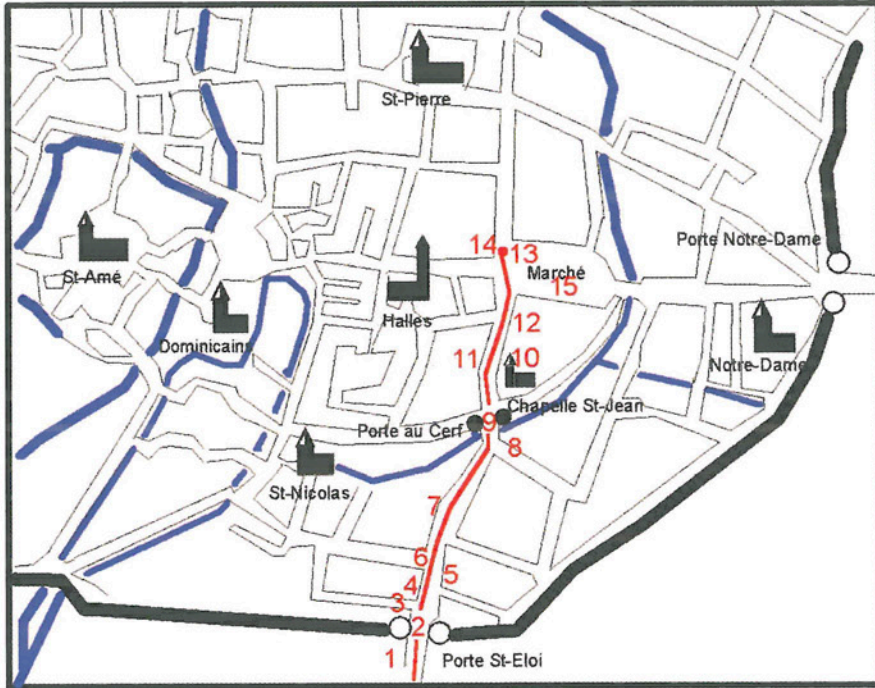 St-Pierre
Porte Notre-Dame
14 13
Marché
St-Amé
15
Halles
12
Dominicains
11 10
Notre-Dame
Chapelle St-Jean
Porte au Cerf 9
8
St-Nicolas
7
6
5
4
3
2
1
Porte St-Eloi